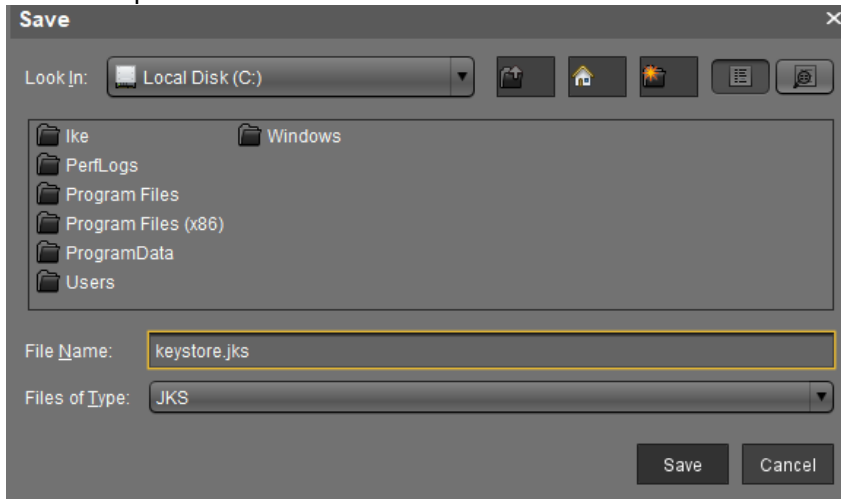 Save
Look In: Local Disk (C:)
Ike Windows
PerfLogs
Program Files
Program Files (x86)
ProgramData
Users
File Name: keystore.jks
Files of Type: JKS
Save Cancel